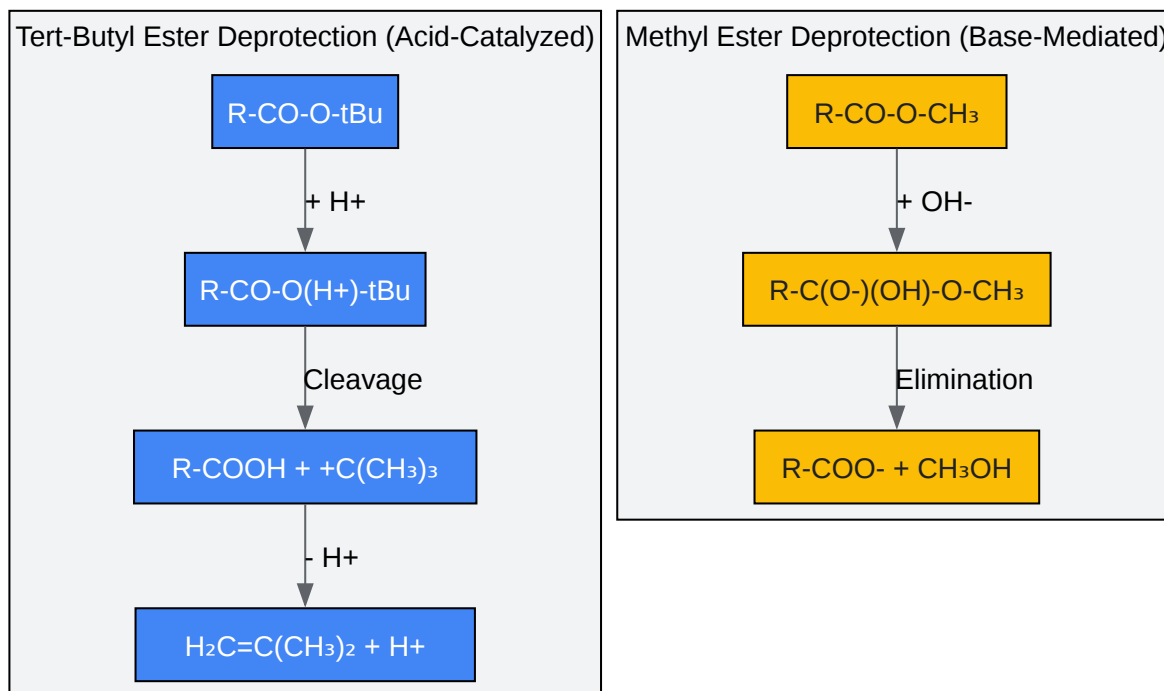 Tert-Butyl Ester Deprotection (Acid-Catalyzed)
R-CO-O-tBu
+ H+
R-CO-O(H+)-tBu
Cleavage
R-COOH + +C(CH₃)₃
- H+
H₂C=C(CH₃)₂ + H+
Methyl Ester Deprotection (Base-Mediated)
R-CO-O-CH₃
+ OH-
R-C(O-)(OH)-O-CH₃
Elimination
R-COO- + CH₃OH